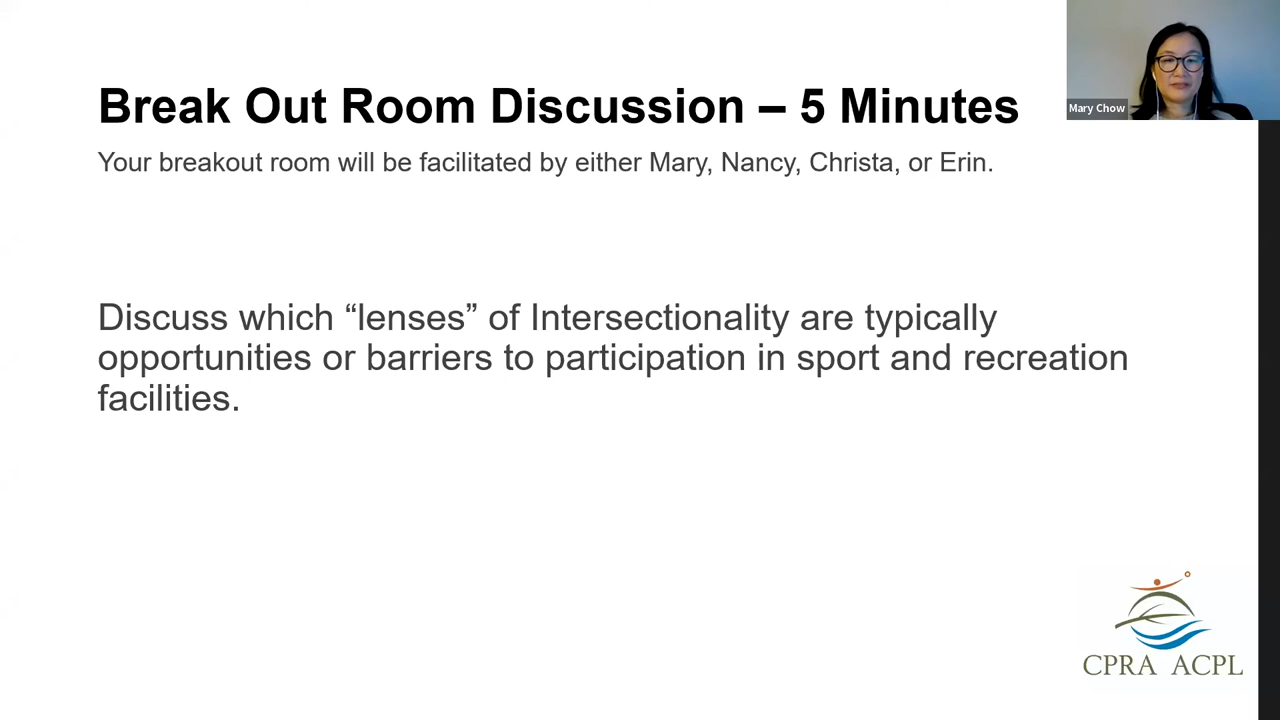 Break Out Room Discussion – 5 Minutes
Mary Chow
Your breakout room will be facilitated by either Mary, Nancy, Christa, or Erin.
Discuss which “lenses” of Intersectionality are typically
opportunities or barriers to participation in sport and recreation
facilities.
CPRA ACPL